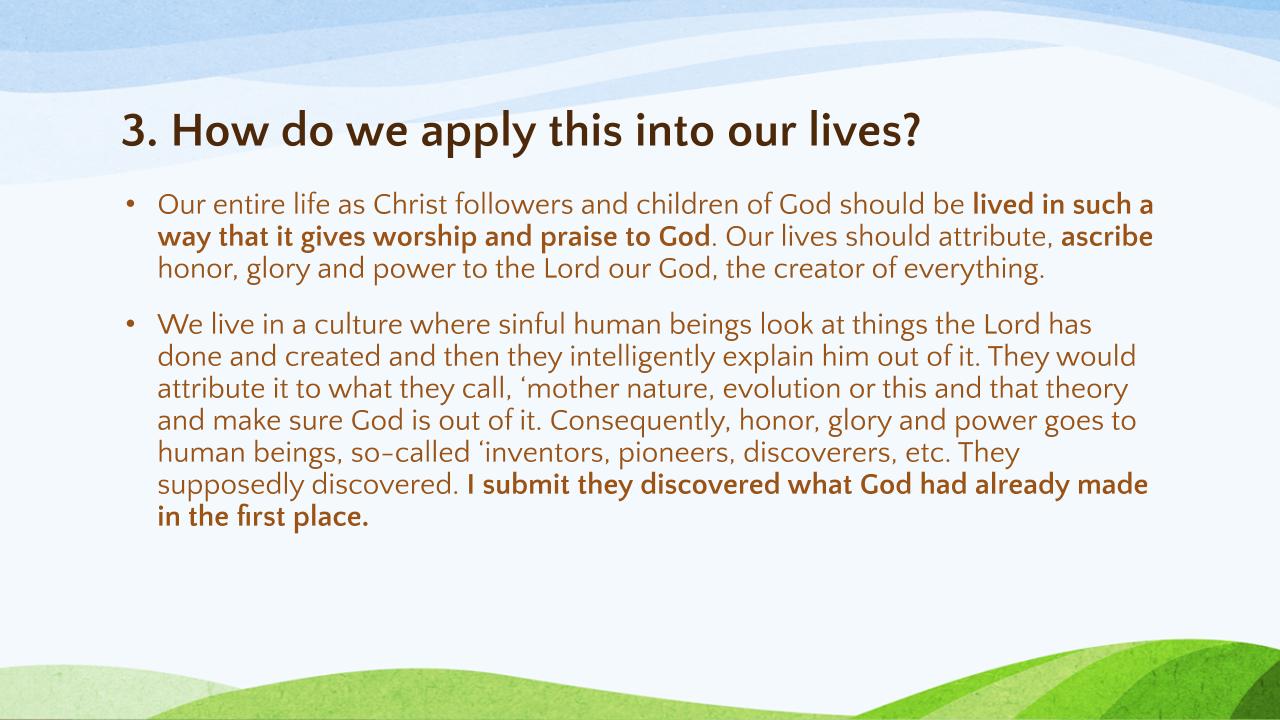 3. How do we apply this into our lives?
• Our entire life as Christ followers and children of God should be lived in such a
way that it gives worship and praise to God. Our lives should attribute, ascribe
honor, glory and power to the Lord our God, the creator of everything.
• We live in a culture where sinful human beings look at things the Lord has
done and created and then they intelligently explain him out of it. They would
attribute it to what they call, ‘mother nature, evolution or this and that theory
and make sure God is out of it. Consequently, honor, glory and power goes to
human beings, so-called ‘inventors, pioneers, discoverers, etc. They
supposedly discovered. I submit they discovered what God had already made
in the first place.